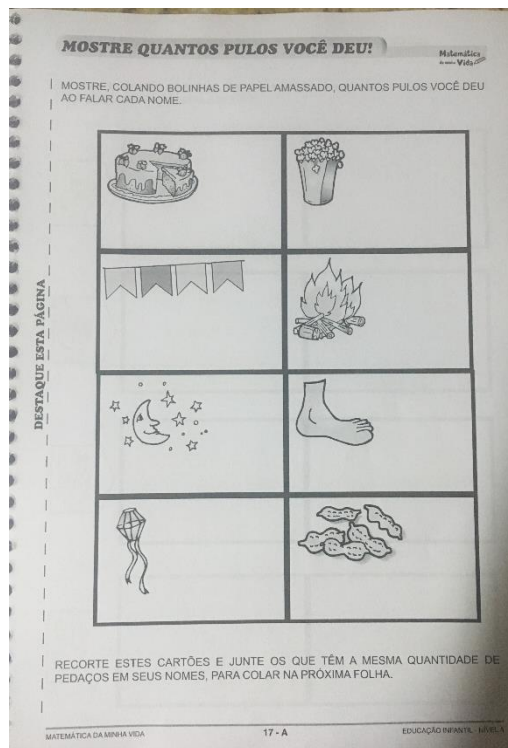 MOSTRE QUANTOS PULOS VOCÊ DEU!
Matemática
da minha Vida
MOSTRE, COLANDO BOLINHAS DE PAPEL AMASSADO, QUANTOS PULOS VOCÊ DEU
AO FALAR CADA NOME.
DESTAQUE ESTA PÁGINA
RECORTE ESTES CARTÕES E JUNTE OS QUE TÊM A MESMA QUANTIDADE DE
PEDAÇOS EM SEUS NOMES, PARA COLAR NA PRÓXIMA FOLHA.
MATEMÁTICA DA MINHA VIDA
17 - A
EDUCAÇÃO INFANTIL - NÍVEL